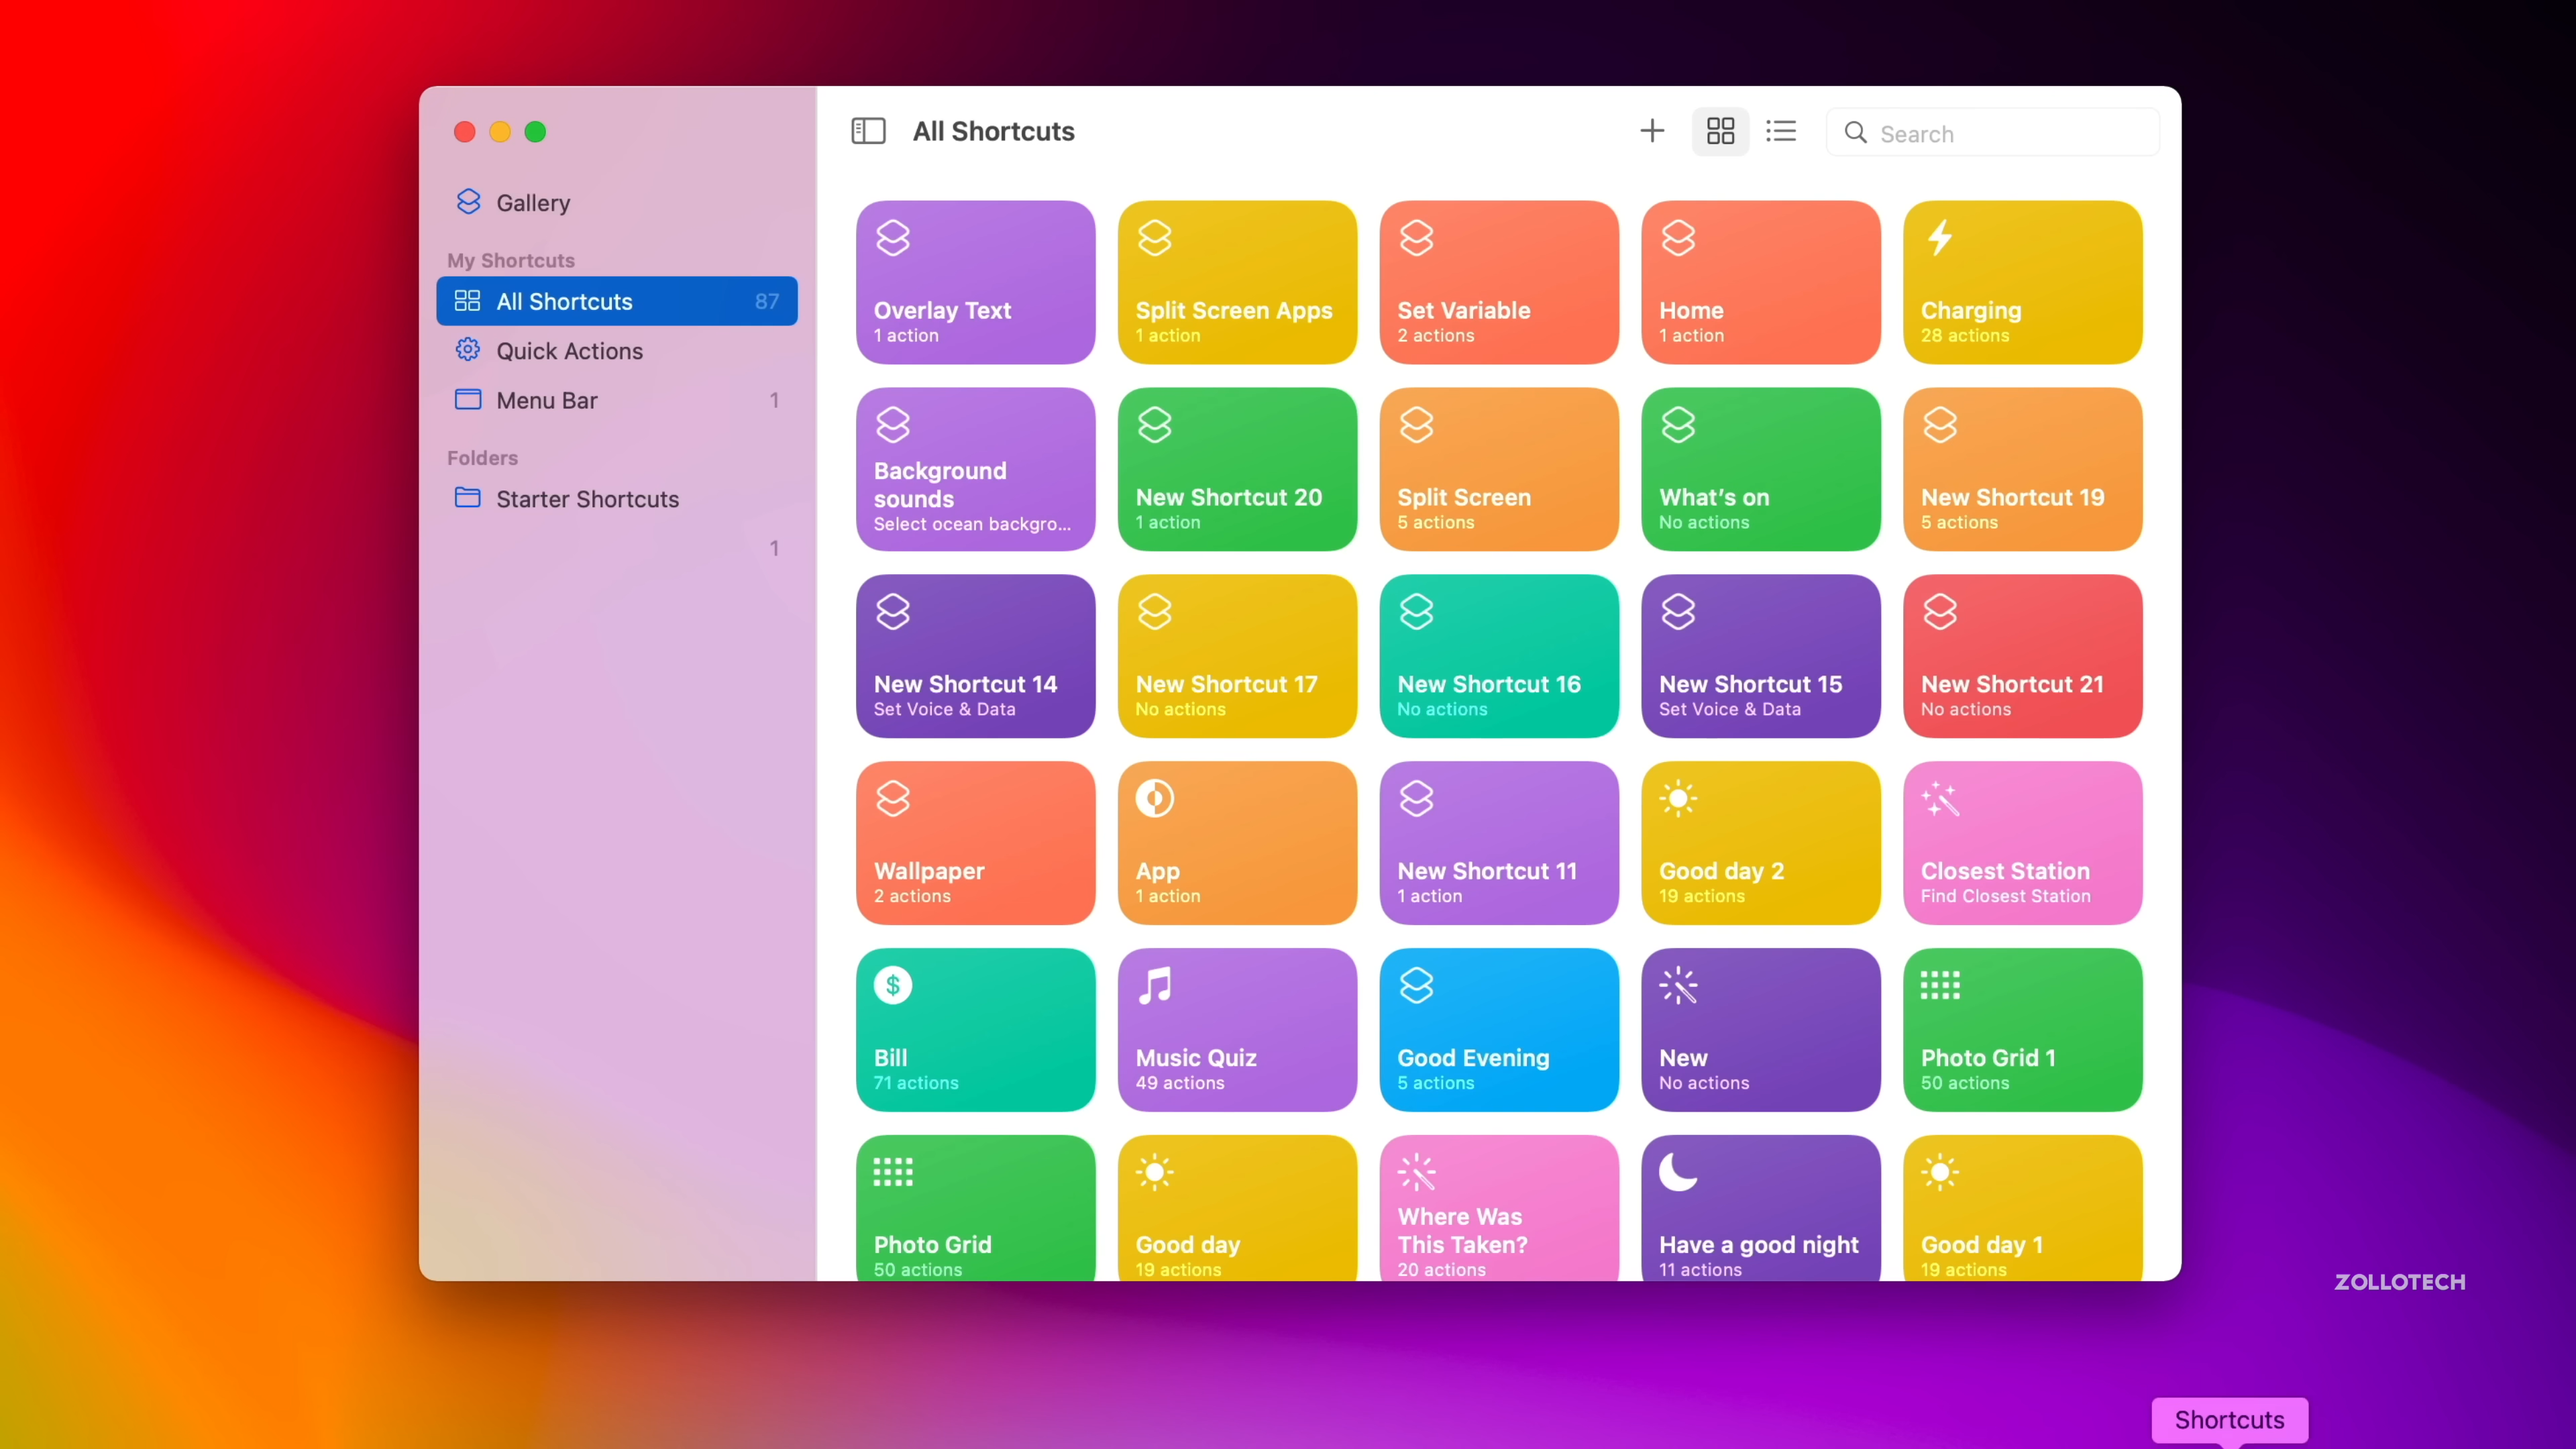 All Shortcuts
Search
Gallery
My Shortcuts
All Shortcuts 87
Quick Actions
Menu Bar 1
Folders
Starter Shortcuts
1
Overlay Text
1 action
Split Screen Apps
1 action
Set Variable
2 actions
Home
1 action
Charging
28 actions
Background
sounds
Select ocean backgro...
New Shortcut 20
1 action
Split Screen
5 actions
What's on
No actions
New Shortcut 19
5 actions
New Shortcut 14
Set Voice & Data
New Shortcut 17
No actions
New Shortcut 16
No actions
New Shortcut 15
Set Voice & Data
New Shortcut 21
No actions
Wallpaper
2 actions
App
1 action
New Shortcut 11
1 action
Good day 2
19 actions
Closest Station
Find Closest Station
$
Bill
71 actions
Music Quiz
49 actions
Good Evening
5 actions
New
No actions
Photo Grid 1
50 actions
Photo Grid
50 actions
Good day
19 actions
Where Was
This Taken?
20 actions
Have a good night
11 actions
Good day 1
19 actions
ZOLLOTECH
Shortcuts